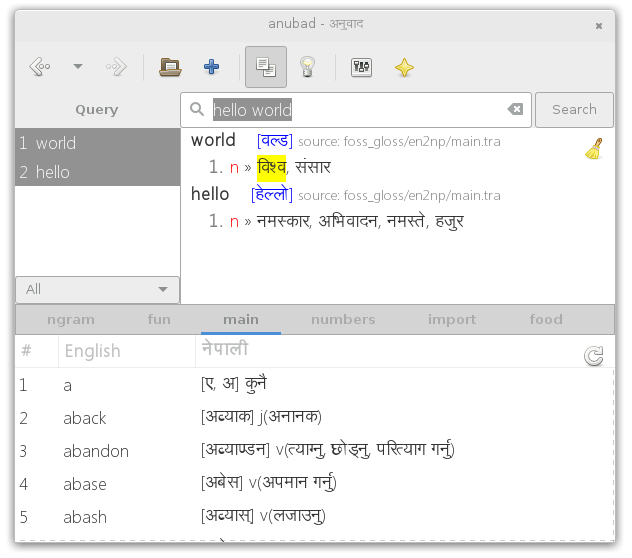 anubad - अनुवाद
Query
hello world
Search
1 world
2 hello
All
world [वर्ल्ड] source: foss_gloss/en2np/main.tra
1. n » विश्व, संसार
hello [हेल्लो] source: foss_gloss/en2np/main.tra
1. n » नमस्कार, अभिवादन, नमस्ते, हजुर
ngram fun main numbers import food
# English नेपाली
1 a [ए, अ] कुनै
2 aback [अब्याक] j(अनानक)
3 abandon [अब्याण्डन] v(त्याग्नु, छोड्नु, परित्याग गर्नु)
4 abase [अबेस] v(अपमान गर्नु)
5 abash [अब्यास्] v(लजाउनु)